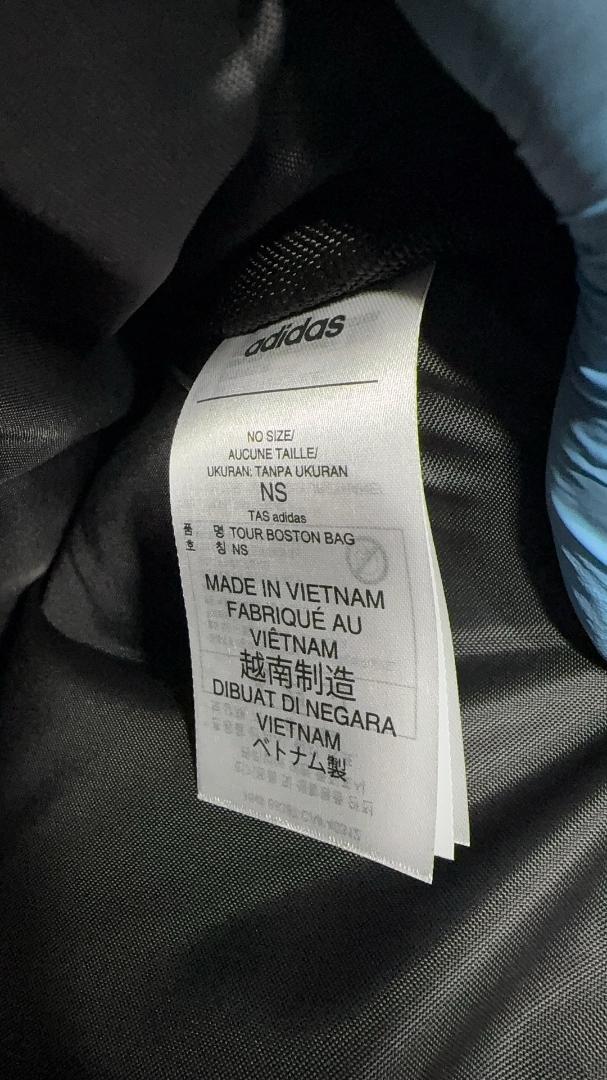 adidas
NO SIZE/
AUCUNE TAILLE/
UKURAN: TANPA UKURAN
NS
TAS adidas
품 명 TOUR BOSTON BAG
호 칭 NS
MADE IN VIETNAM
FABRIQUÉ AU
VIÊTNAM
越南制造
DIBUAT DI NEGARA
VIETNAM
ベトナム製